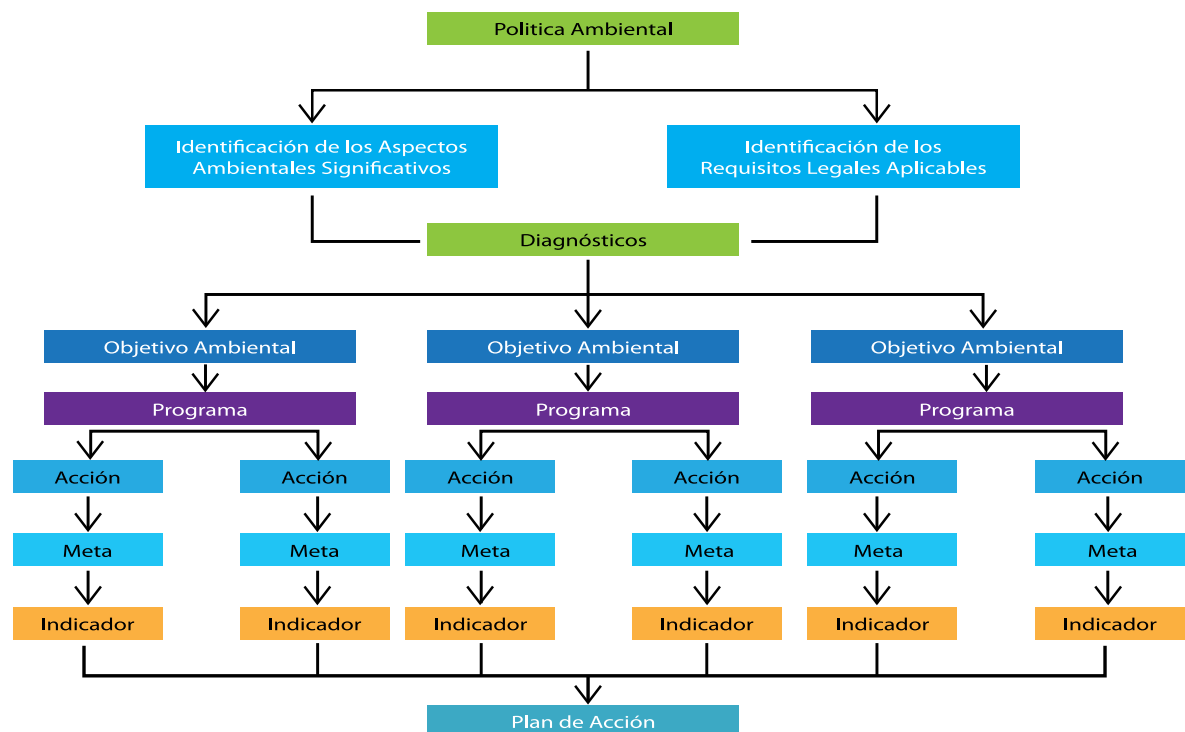 Politica Ambiental
Identificación de los Aspectos
Ambientales Significativos
Identificación de los
Requisitos Legales Aplicables
Diagnósticos
Objetivo Ambiental
Objetivo Ambiental
Objetivo Ambiental
Programa
Programa
Programa
Acción
Acción
Acción
Acción
Acción
Acción
Meta
Meta
Meta
Meta
Meta
Meta
Indicador
Indicador
Indicador
Indicador
Indicador
Indicador
Plan de Acción